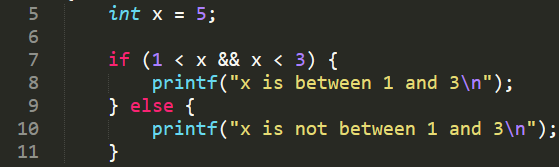 5 int x = 5;
6
7 if (1 < x && x < 3) {
8 printf("x is between 1 and 3\n");
9 } else {
10 printf("x is not between 1 and 3\n");
11 }